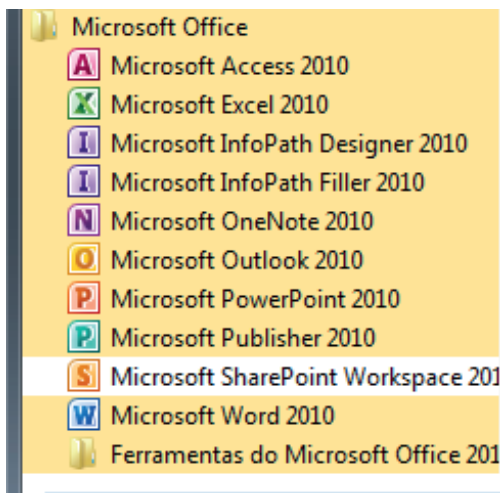 Microsoft Office
Microsoft Access 2010
Microsoft Excel 2010
Microsoft InfoPath Designer 2010
Microsoft InfoPath Filler 2010
Microsoft OneNote 2010
Microsoft Outlook 2010
Microsoft PowerPoint 2010
Microsoft Publisher 2010
Microsoft SharePoint Workspace 201
Microsoft Word 2010
Ferramentas do Microsoft Office 201